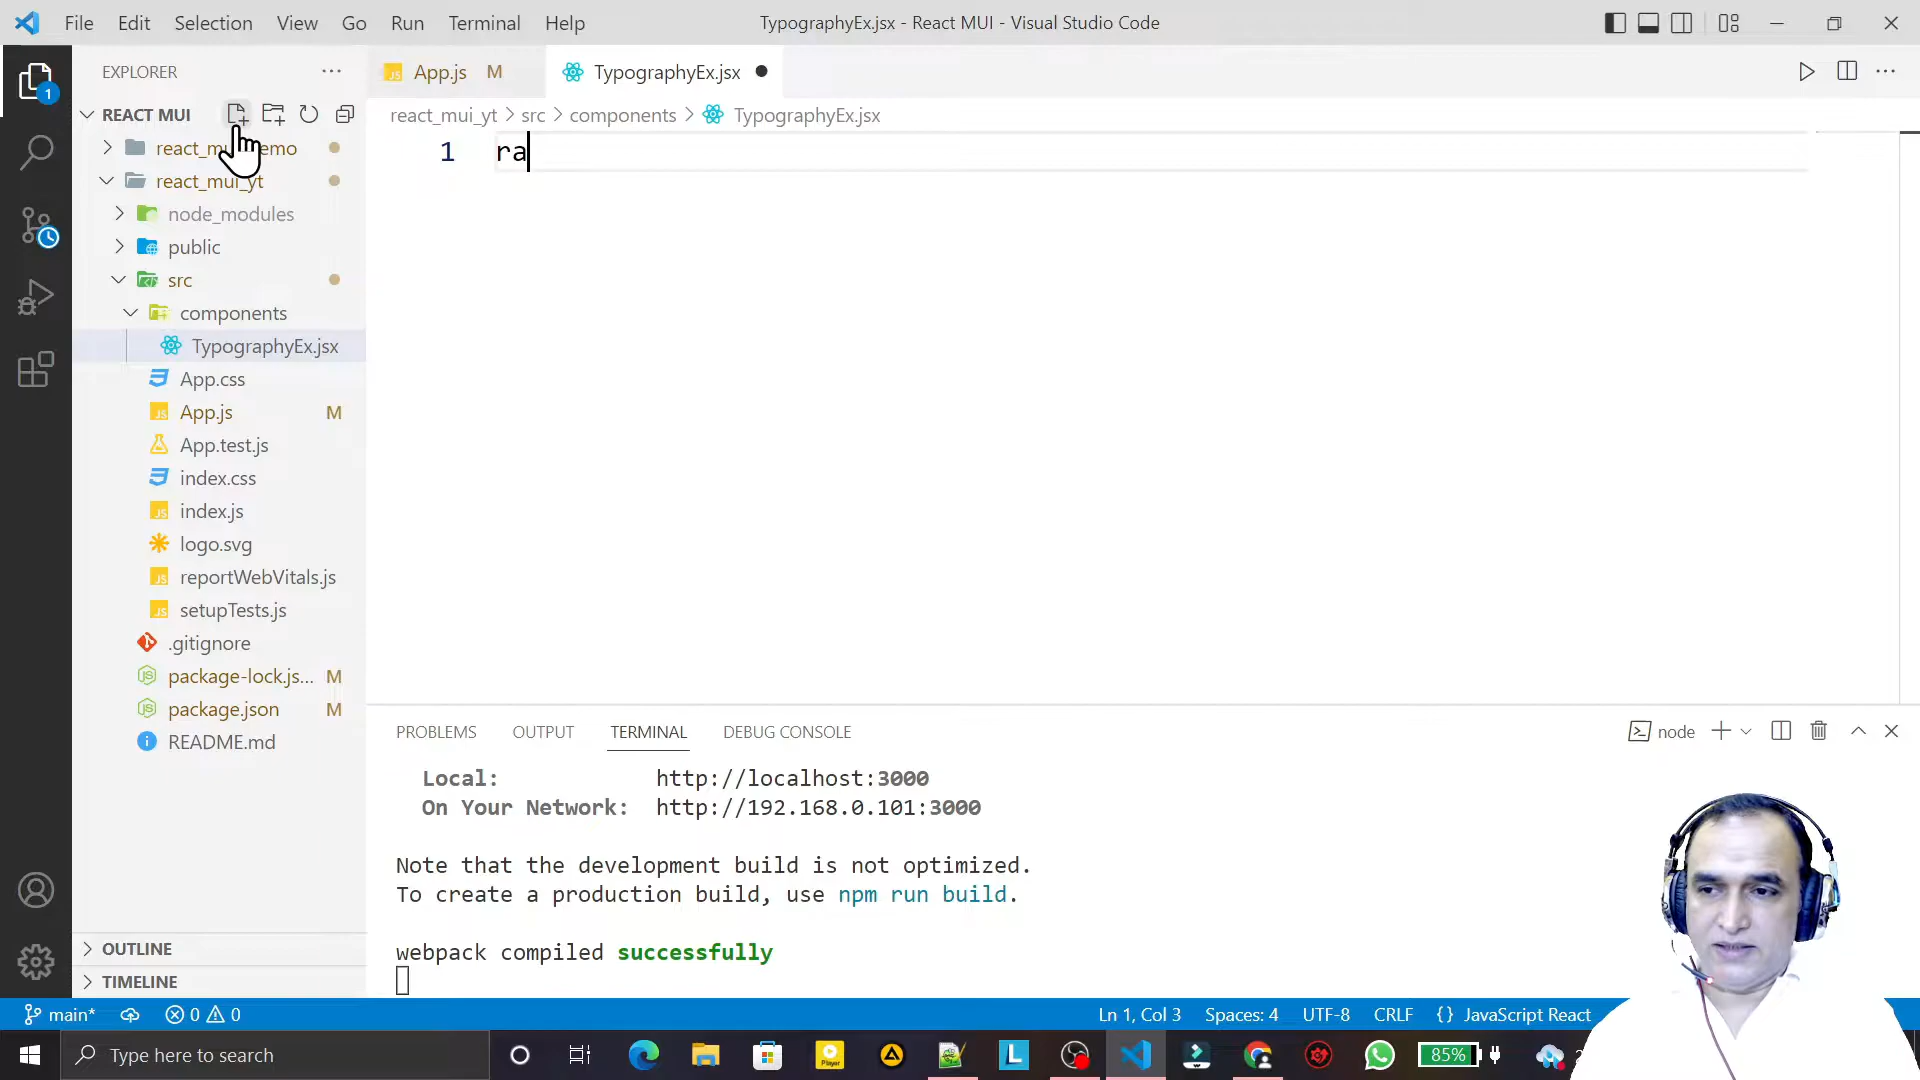 File Edit Selection View Go Run Terminal Help
TypographyEx.jsx - React MUI - Visual Studio Code
EXPLORER
App.js M
TypographyEx.jsx
REACT MUI
react_mui_yt > src > components > TypographyEx.jsx
1 ra
react_mu emo
react_mui_yt
node_modules
public
src
components
TypographyEx.jsx
App.css
App.js M
App.test.js
index.css
index.js
logo.svg
reportWebVitals.js
setupTests.js
.gitignore
package-lock.js... M
package.json M
README.md
OUTLINE
TIMELINE
PROBLEMS OUTPUT TERMINAL DEBUG CONSOLE
node
Local: http://localhost:3000
On Your Network: http://192.168.0.101:3000
Note that the development build is not optimized.
To create a production build, use npm run build.
webpack compiled successfully
main* 0 0
Ln 1, Col 3 Spaces: 4 UTF-8 CRLF {} JavaScript React
Type here to search
85%